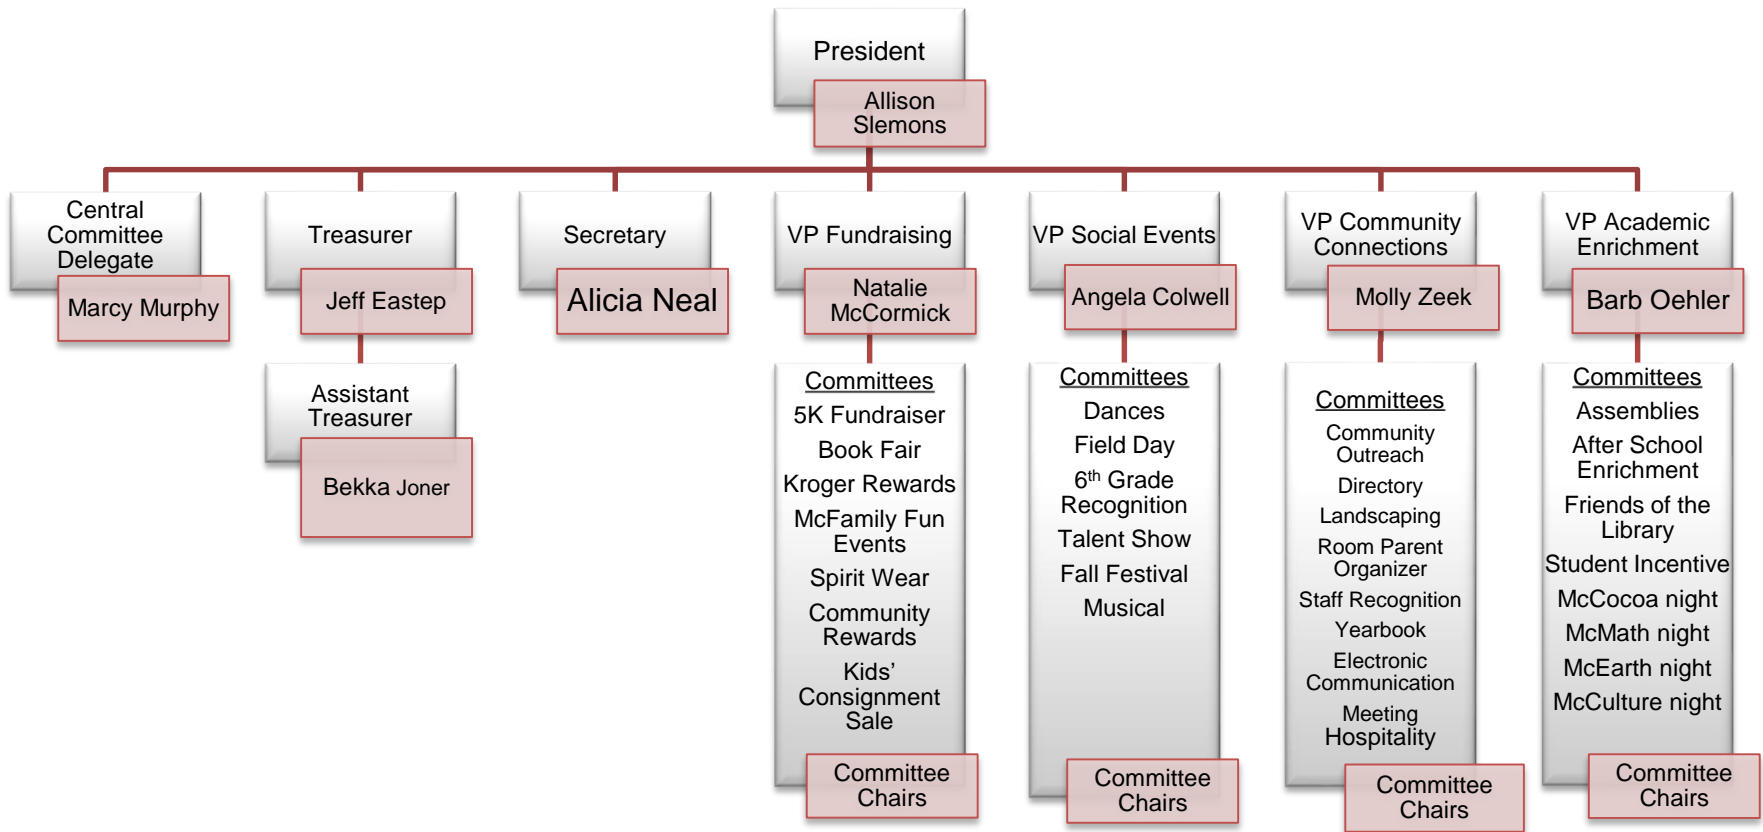 President
Allison
Slemons
Central
Committee
Delegate
Marcy Murphy
Treasurer
Jeff Eastep
Assistant
Treasurer
Bekka Joner
Secretary
Alicia Neal
VP Fundraising
Natalie
McCormick
Committees
5K Fundraiser
Book Fair
Kroger Rewards
McFamily Fun
Events
Spirit Wear
Community
Rewards
Kids’
Consignment
Sale
Committee
Chairs
VP Social Events
Angela Colwell
Committees
Dances
Field Day
6th Grade
Recognition
Talent Show
Fall Festival
Musical
Committee
Chairs
VP Community
Connections
Molly Zeek
Committees
Community
Outreach
Directory
Landscaping
Room Parent
Organizer
Staff Recognition
Yearbook
Electronic
Communication
Meeting
Hospitality
Committee
Chairs
VP Academic
Enrichment
Barb Oehler
Committees
Assemblies
After School
Enrichment
Friends of the
Library
Student Incentive
McCocoa night
McMath night
McEarth night
McCulture night
Committee
Chairs